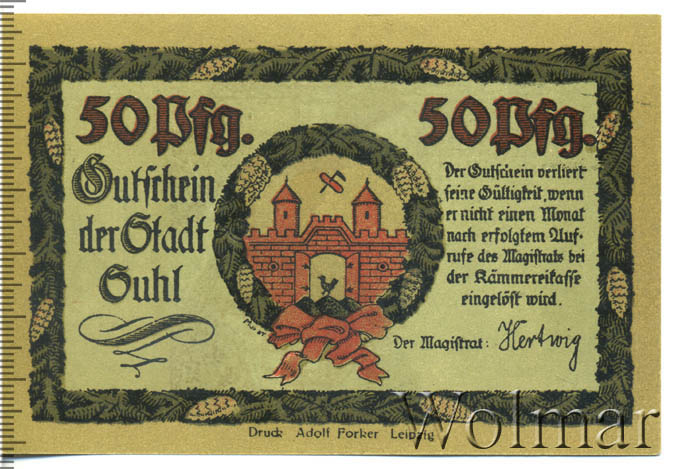 50 Pfg.
50 Pfg.
Gutschein
der Stadt
Suhl
Der Gutschein verliert
seine Gültigkeit, wenn
er nicht einen Monat
nach erfolgtem Auf-
rufe des Magistrats bei
der Kämmereikasse
eingelöst wird.
Der Magistrat: Hertwig
Druck Adolf Forker Leipzig
Wolmar